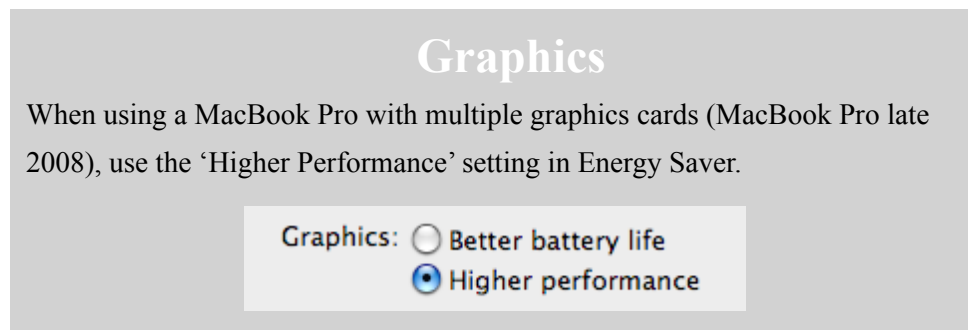 Graphics
When using a MacBook Pro with multiple graphics cards (MacBook Pro late
2008), use the ‘Higher Performance’ setting in Energy Saver.
Graphics: Better battery life
Higher performance